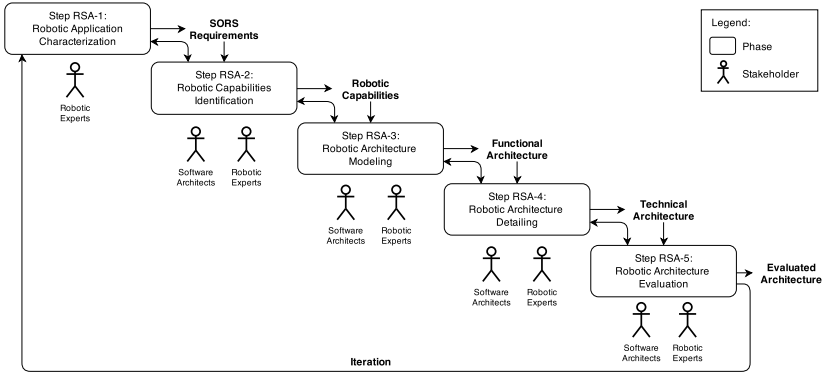 Step RSA-1:
Robotic Application
Characterization
SORS
Requirements
Robotic
Experts
Step RSA-2:
Robotic Capabilities
Identification
Robotic
Capabilities
Software
Architects
Robotic
Experts
Step RSA-3:
Robotic Architecture
Modeling
Functional
Architecture
Software
Architects
Robotic
Experts
Step RSA-4:
Robotic Architecture
Detailing
Technical
Architecture
Software
Architects
Robotic
Experts
Step RSA-5:
Robotic Architecture
Evaluation
Evaluated
Architecture
Software
Architects
Robotic
Experts
Iteration
Legend:
Phase
Stakeholder